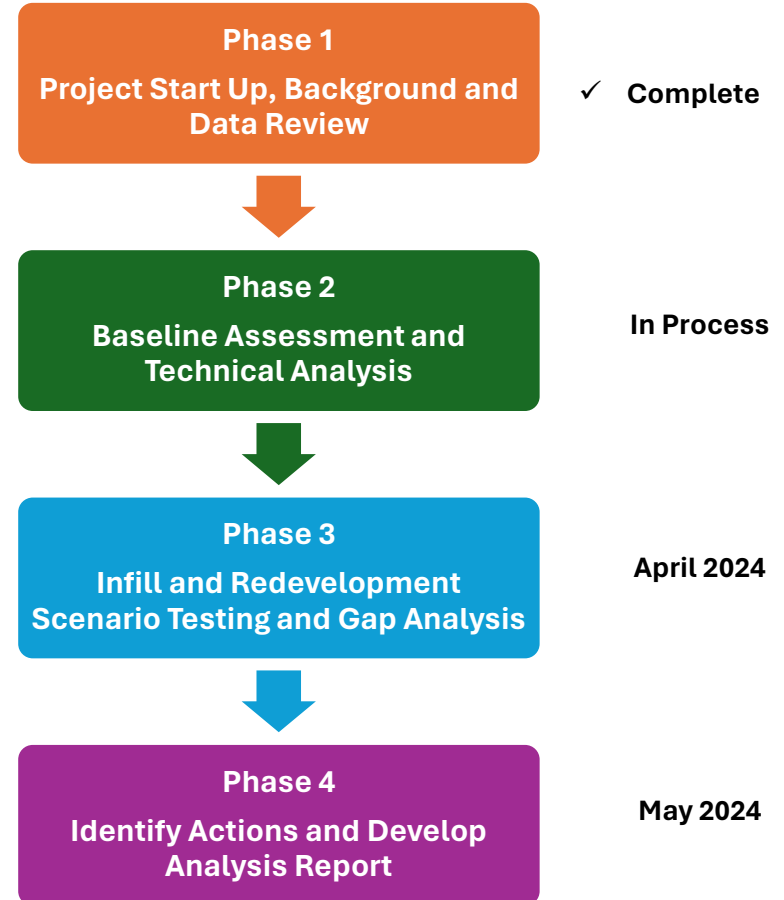 Phase 1
Project Start Up, Background and
Data Review
✓ Complete
Phase 2
Baseline Assessment and
Technical Analysis
In Process
Phase 3
Infill and Redevelopment
Scenario Testing and Gap Analysis
April 2024
Phase 4
Identify Actions and Develop
Analysis Report
May 2024